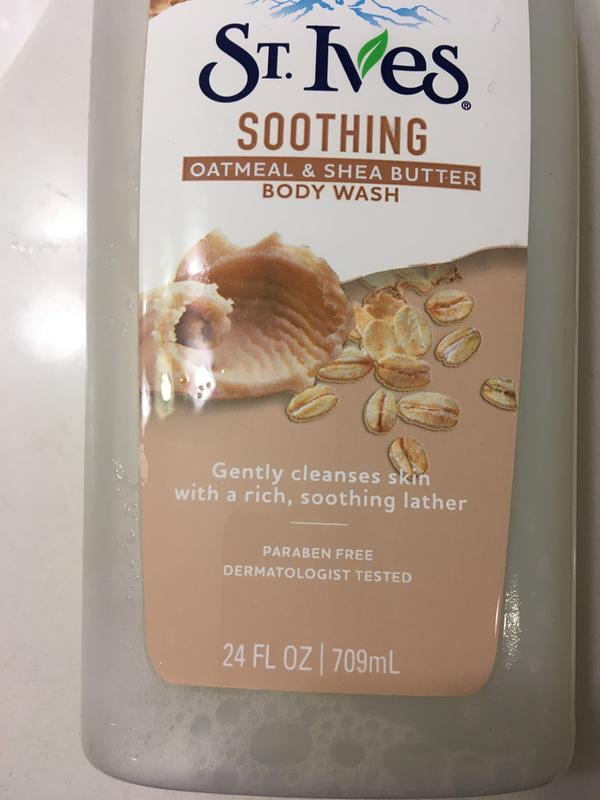 ST. IVES®
SOOTHING
OATMEAL & SHEA BUTTER
BODY WASH
Gently cleanses skin
with a rich, soothing lather
PARABEN FREE
DERMATOLOGIST TESTED
24 FL OZ | 709mL